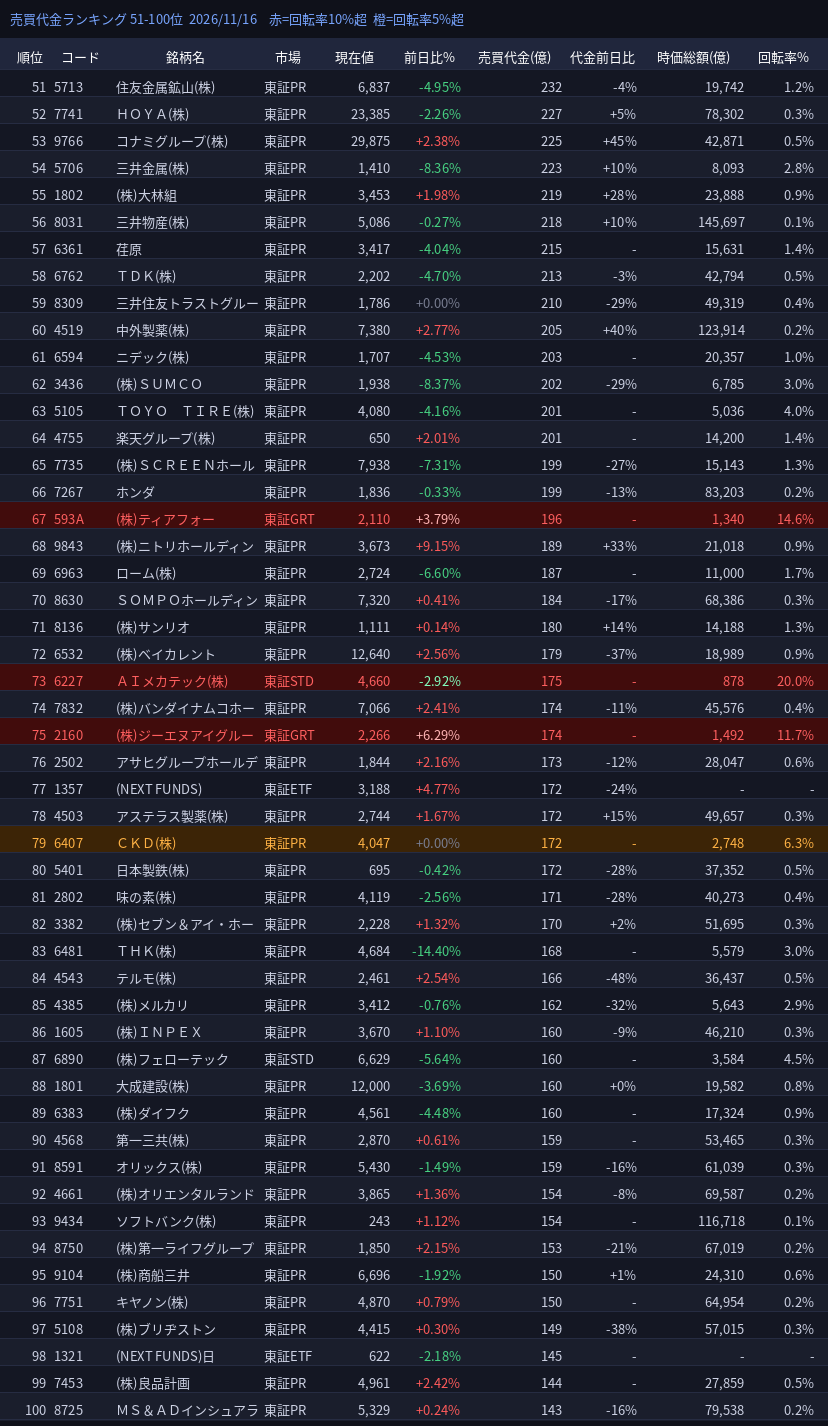 売買代金ランキング 51-100位 2026/11/16 赤=回転率10%超 橙=回転率5%超
順位 コード 銘柄名 市場 現在値 前日比% 売買代金(億) 代金前日比 時価総額(億) 回転率%
51 5713 住友金属鉱山(株) 東証PR 6,837 -4.95% 232 -4% 19,742 1.2%
52 7741 ＨＯＹＡ(株) 東証PR 23,385 -2.26% 227 +5% 78,302 0.3%
53 9766 コナミグループ(株) 東証PR 29,875 +2.38% 225 +45% 42,871 0.5%
54 5706 三井金属(株) 東証PR 1,410 -8.36% 223 +10% 8,093 2.8%
55 1802 (株)大林組 東証PR 3,453 +1.98% 219 +28% 23,888 0.9%
56 8031 三井物産(株) 東証PR 5,086 -0.27% 218 +10% 145,697 0.1%
57 6361 荏原 東証PR 3,417 -4.04% 215 - 15,631 1.4%
58 6762 ＴＤＫ(株) 東証PR 2,202 -4.70% 213 -3% 42,794 0.5%
59 8309 三井住友トラストグルー 東証PR 1,786 +0.00% 210 -29% 49,319 0.4%
60 4519 中外製薬(株) 東証PR 7,380 +2.77% 205 +40% 123,914 0.2%
61 6594 ニデック(株) 東証PR 1,707 -4.53% 203 - 20,357 1.0%
62 3436 (株)ＳＵＭＣＯ 東証PR 1,938 -8.37% 202 -29% 6,785 3.0%
63 5105 ＴＯＹＯ　ＴＩＲＥ(株) 東証PR 4,080 -4.16% 201 - 5,036 4.0%
64 4755 楽天グループ(株) 東証PR 650 +2.01% 201 - 14,200 1.4%
65 7735 (株)ＳＣＲＥＥＮホール 東証PR 7,938 -7.31% 199 -27% 15,143 1.3%
66 7267 ホンダ 東証PR 1,836 -0.33% 199 -13% 83,203 0.2%
67 593A (株)ティアフォー 東証GRT 2,110 +3.79% 196 - 1,340 14.6%
68 9843 (株)ニトリホールディン 東証PR 3,673 +9.15% 189 +33% 21,018 0.9%
69 6963 ローム(株) 東証PR 2,724 -6.60% 187 - 11,000 1.7%
70 8630 ＳＯＭＰＯホールディン 東証PR 7,320 +0.41% 184 -17% 68,386 0.3%
71 8136 (株)サンリオ 東証PR 1,111 +0.14% 180 +14% 14,188 1.3%
72 6532 (株)ベイカレント 東証PR 12,640 +2.56% 179 -37% 18,989 0.9%
73 6227 ＡＩメカテック(株) 東証STD 4,660 -2.92% 175 - 878 20.0%
74 7832 (株)バンダイナムコホー 東証PR 7,066 +2.41% 174 -11% 45,576 0.4%
75 2160 (株)ジーエヌアイグルー 東証GRT 2,266 +6.29% 174 - 1,492 11.7%
76 2502 アサヒグループホールデ 東証PR 1,844 +2.16% 173 -12% 28,047 0.6%
77 1357 (NEXT FUNDS) 東証ETF 3,188 +4.77% 172 -24% - -
78 4503 アステラス製薬(株) 東証PR 2,744 +1.67% 172 +15% 49,657 0.3%
79 6407 ＣＫＤ(株) 東証PR 4,047 +0.00% 172 - 2,748 6.3%
80 5401 日本製鉄(株) 東証PR 695 -0.42% 172 -28% 37,352 0.5%
81 2802 味の素(株) 東証PR 4,119 -2.56% 171 -28% 40,273 0.4%
82 3382 (株)セブン＆アイ・ホー 東証PR 2,228 +1.32% 170 +2% 51,695 0.3%
83 6481 ＴＨＫ(株) 東証PR 4,684 -14.40% 168 - 5,579 3.0%
84 4543 テルモ(株) 東証PR 2,461 +2.54% 166 -48% 36,437 0.5%
85 4385 (株)メルカリ 東証PR 3,412 -0.76% 162 -32% 5,643 2.9%
86 1605 (株)ＩＮＰＥＸ 東証PR 3,670 +1.10% 160 -9% 46,210 0.3%
87 6890 (株)フェローテック 東証STD 6,629 -5.64% 160 - 3,584 4.5%
88 1801 大成建設(株) 東証PR 12,000 -3.69% 160 +0% 19,582 0.8%
89 6383 (株)ダイフク 東証PR 4,561 -4.48% 160 - 17,324 0.9%
90 4568 第一三共(株) 東証PR 2,870 +0.61% 159 - 53,465 0.3%
91 8591 オリックス(株) 東証PR 5,430 -1.49% 159 -16% 61,039 0.3%
92 4661 (株)オリエンタルランド 東証PR 3,865 +1.36% 154 -8% 69,587 0.2%
93 9434 ソフトバンク(株) 東証PR 243 +1.12% 154 - 116,718 0.1%
94 8750 (株)第一ライフグループ 東証PR 1,850 +2.15% 153 -21% 67,019 0.2%
95 9104 (株)商船三井 東証PR 6,696 -1.92% 150 +1% 24,310 0.6%
96 7751 キヤノン(株) 東証PR 4,870 +0.79% 150 - 64,954 0.2%
97 5108 (株)ブリヂストン 東証PR 4,415 +0.30% 149 -38% 57,015 0.3%
98 1321 (NEXT FUNDS)日 東証ETF 622 -2.18% 145 - - -
99 7453 (株)良品計画 東証PR 4,961 +2.42% 144 - 27,859 0.5%
100 8725 ＭＳ＆ＡＤインシュアラ 東証PR 5,329 +0.24% 143 -16% 79,538 0.2%